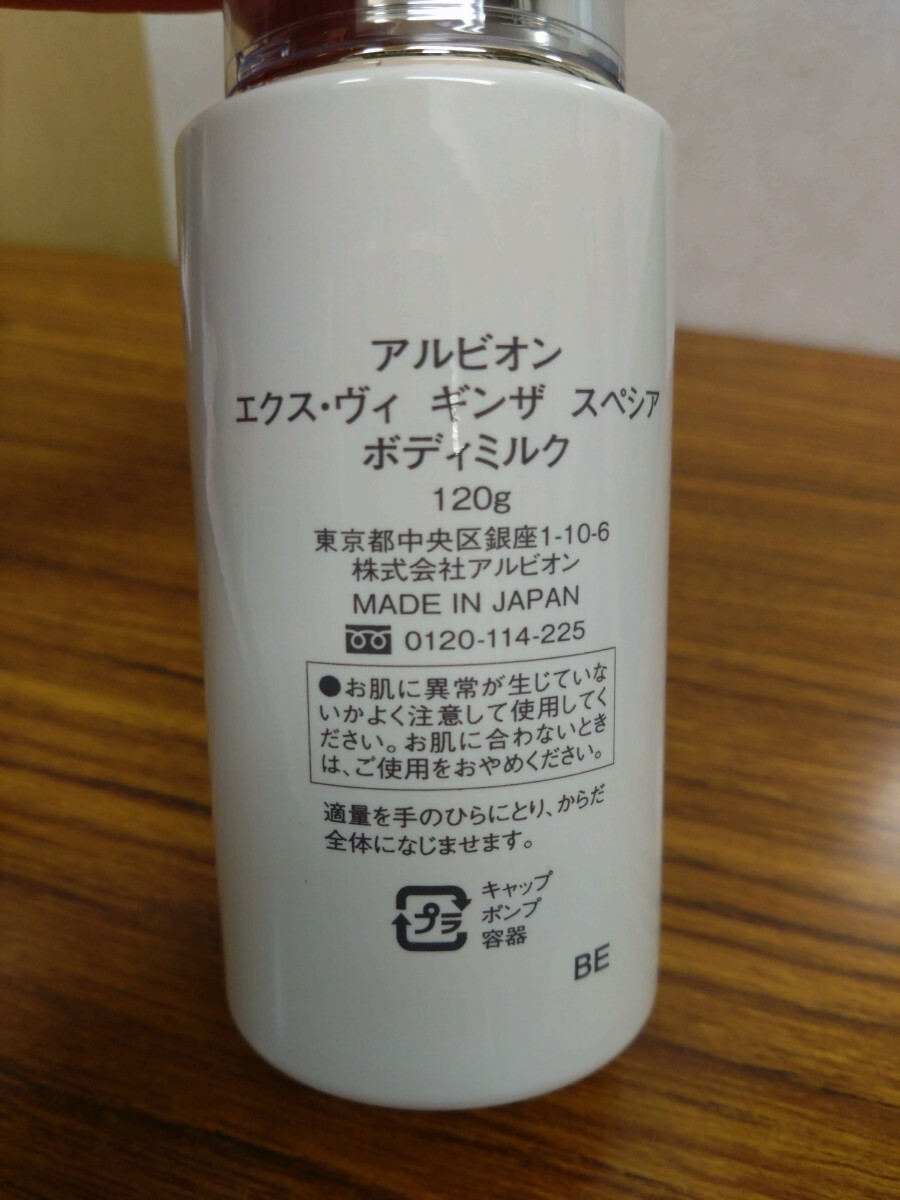 アルビオン
エクス・ヴィ ギンザ スペシア
ボディミルク
120g
東京都中央区銀座1-10-6
株式会社アルビオン
MADE IN JAPAN
0120-114-225
●お肌に異常が生じていな
いかよく注意して使用してく
ださい。お肌に合わないとき
は、ご使用をおやめください。
適量を手のひらにとり、からだ
全体になじませます。
プラ
キャップ
ポンプ
容器
BE